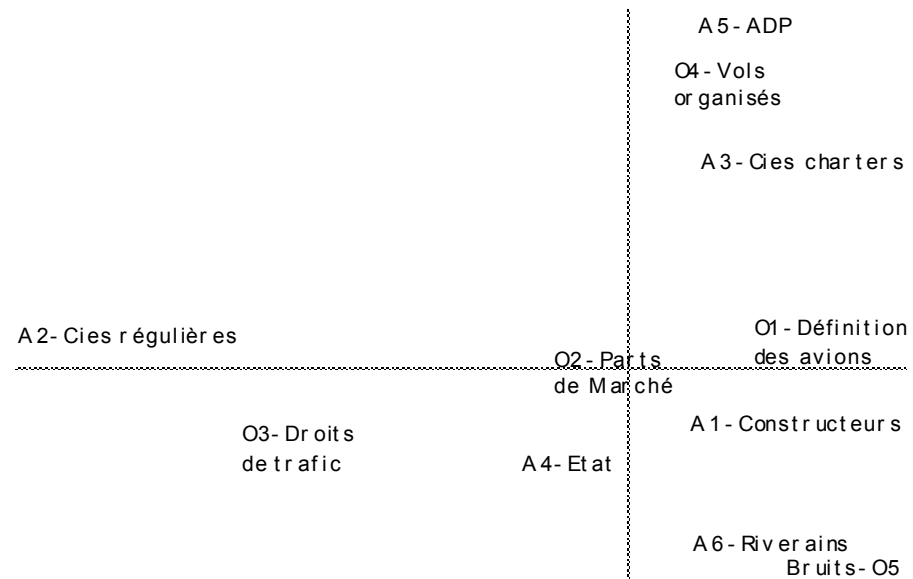 A5-ADP
O4-Vols
organisés
A3-Cies charters
A2-Cies régulières
O1-Définition
des avions
O2-Parts
de Marché
A1-Constructeurs
O3-Droits
de trafic
A4-Etat
A6-Riverains
Bruits-O5